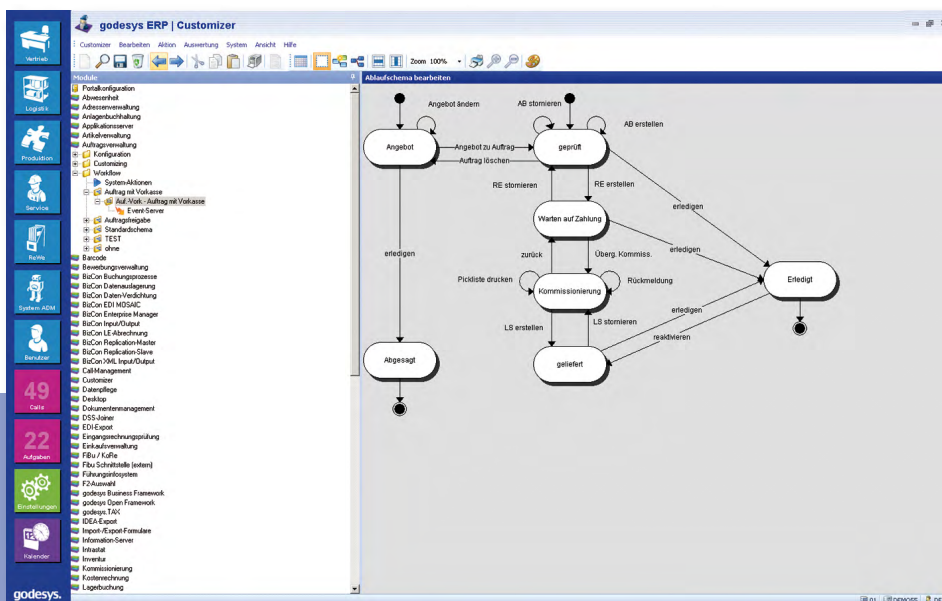 godesys ERP | Customizer
Customizer Bearbeiten Aktion Auswertung System Ansicht Hilfe
Zoom 100%
Vertrieb
Logistik
Produktion
Service
ReWe
System ADM
Benutzer
49
Calls
22
Aufgaben
Einstellungen
Kalender
godesys.
Module
Portalkonfiguration
Abwesenheit
Adressenverwaltung
Anlagenbuchhaltung
Applikationsserver
Artikelverwaltung
Auftragsverwaltung
Konfiguration
Customizing
Workflow
System-Aktionen
Auftrag mit Vorkasse
Auf.-Vork - Auftrag mit Vorkasse
Event-Server
Auftragsfreigabe
Standardschema
TEST
ohne
Barcode
Bewerbungsverwaltung
BizCon Buchungsprozesse
BizCon Datenauslagerung
BizCon Daten-Verdichtung
BizCon EDI MOSAIC
BizCon Enterprise Manager
BizCon Input/Output
BizCon LE-Abrechnung
BizCon Replication-Master
BizCon Replication-Slave
BizCon XML Input/Output
Call-Management
Customizer
Datenpflege
Desktop
Dokumentenmanagement
DSS-Joiner
EDI-Export
Eingangsrechnungsprüfung
Einkaufsverwaltung
FiBu / KoRe
Fibu Schnittstelle (extern)
Führungsinfosystem
F2-Auswahl
godesys Business Framework
godesys Open Framework
godesys.TAX
IDEA-Export
Import-/Export-Formulare
Information-Server
Intrastat
Inventur
Kommissionierung
Kostenrechnung
Lagerbuchung
Ablaufschema bearbeiten
Angebot ändern
AB stornieren
AB erstellen
Angebot
Angebot zu Auftrag
geprüft
Auftrag löschen
RE stornieren
RE erstellen
erledigen
Warten auf Zahlung
erledigen
erledigen
zurück
Überg. Kommiss.
Pickliste drucken
Rückmeldung
Kommissionierung
Erledigt
LS erstellen
LS stornieren
erledigen
reaktivieren
Abgesagt
geliefert
01